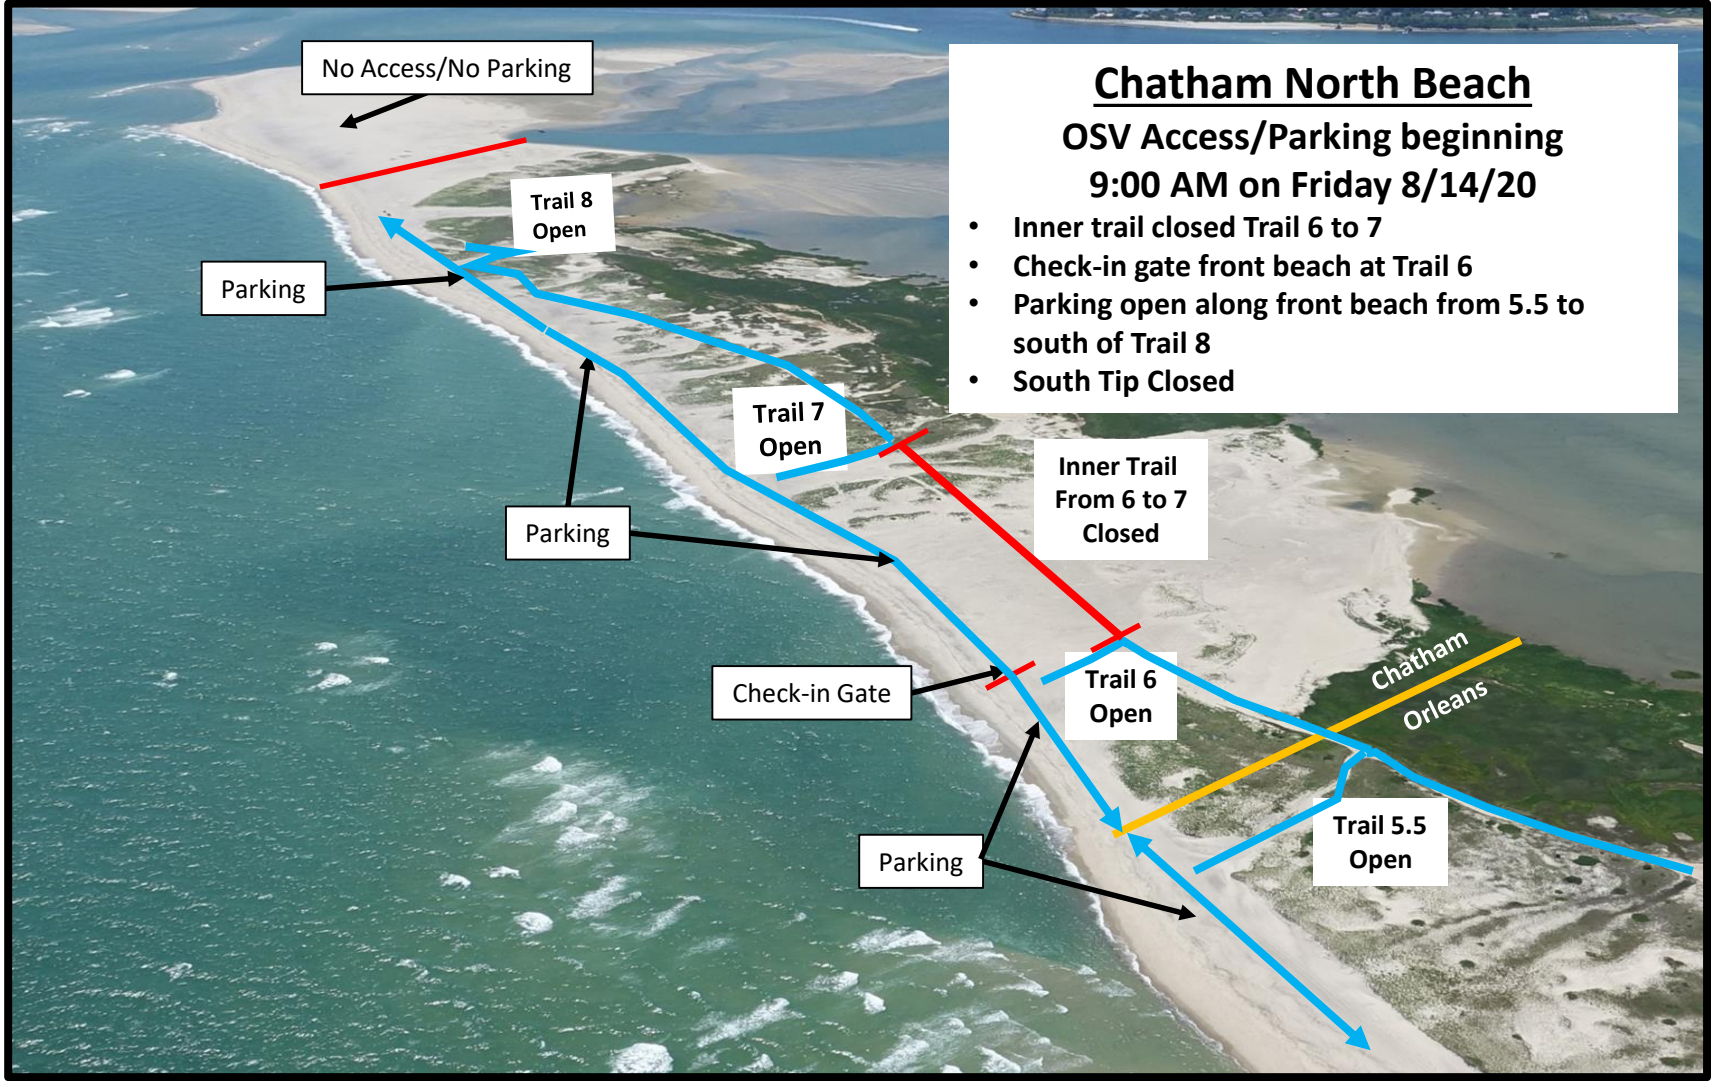 No Access/No Parking
Chatham North Beach
OSV Access/Parking beginning
9:00 AM on Friday 8/14/20
• Inner trail closed Trail 6 to 7
• Check-in gate front beach at Trail 6
• Parking open along front beach from 5.5 to
south of Trail 8
• South Tip Closed
Trail 8
Open
Parking
Trail 7
Open
Inner Trail
From 6 to 7
Closed
Parking
Chatham
Orleans
Check-in Gate
Trail 6
Open
Trail 5.5
Open
Parking